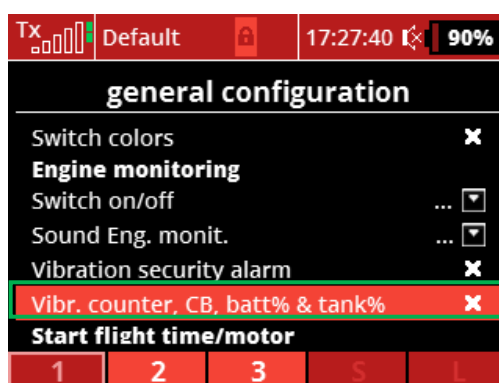 Tx Default 17:27:40 90%
general configuration
Switch colors
Engine monitoring
Switch on/off ...
Sound Eng. monit. ...
Vibration security alarm
Vibr. counter, CB, batt% & tank%
Start flight time/motor
1 2 3 S L